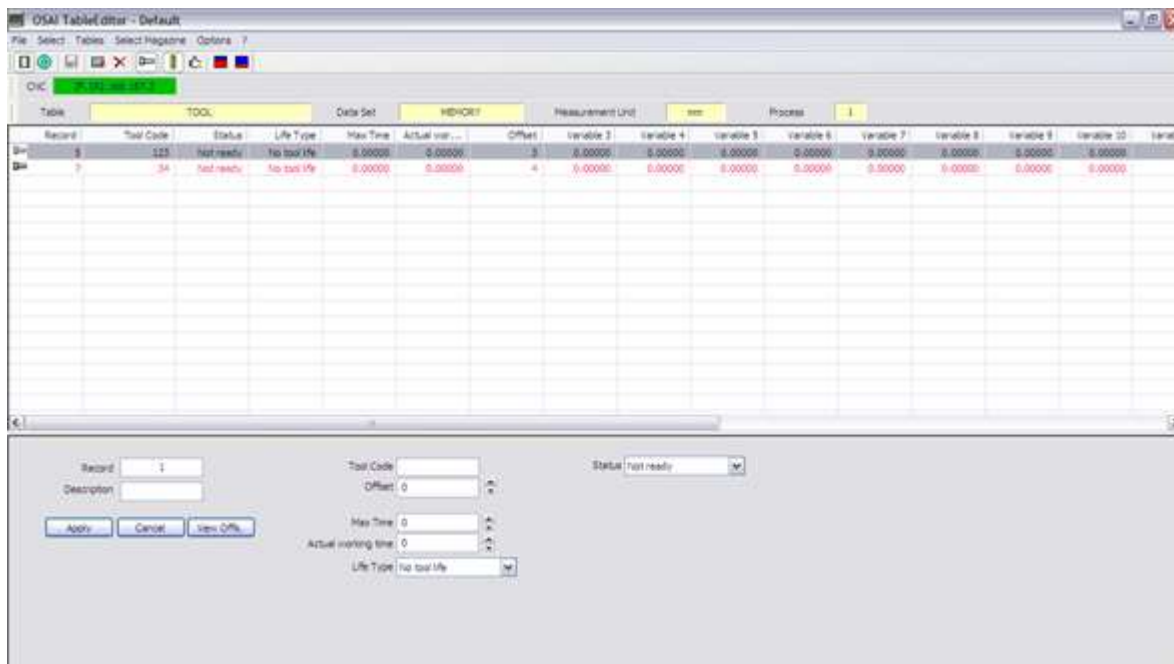 OSAI TableEditor - Default
File Select Tables Select Magazine Options ?
CNC
Table TOOL Data Set MEMORY Measurement Unit mm Process 1
Record Tool Code Status Life Type Max Time Actual wor... Offset Variable 3 Variable 4 Variable 5 Variable 6 Variable 7 Variable 8 Variable 9 Variable 10
123 Not ready No tool life 0.00000 0.00000 3 0.00000 0.00000 0.00000 0.00000 0.00000 0.00000 0.00000 0.00000
34 Not ready No tool life 0.00000 0.00000 4 0.00000 0.00000 0.00000 0.00000 0.00000 0.00000 0.00000 0.00000
Record 1 Tool Code Status Not ready
Description Offset 0
Apply Cancel View Offs. Max Time 0
Actual working time 0
Life Type No tool life